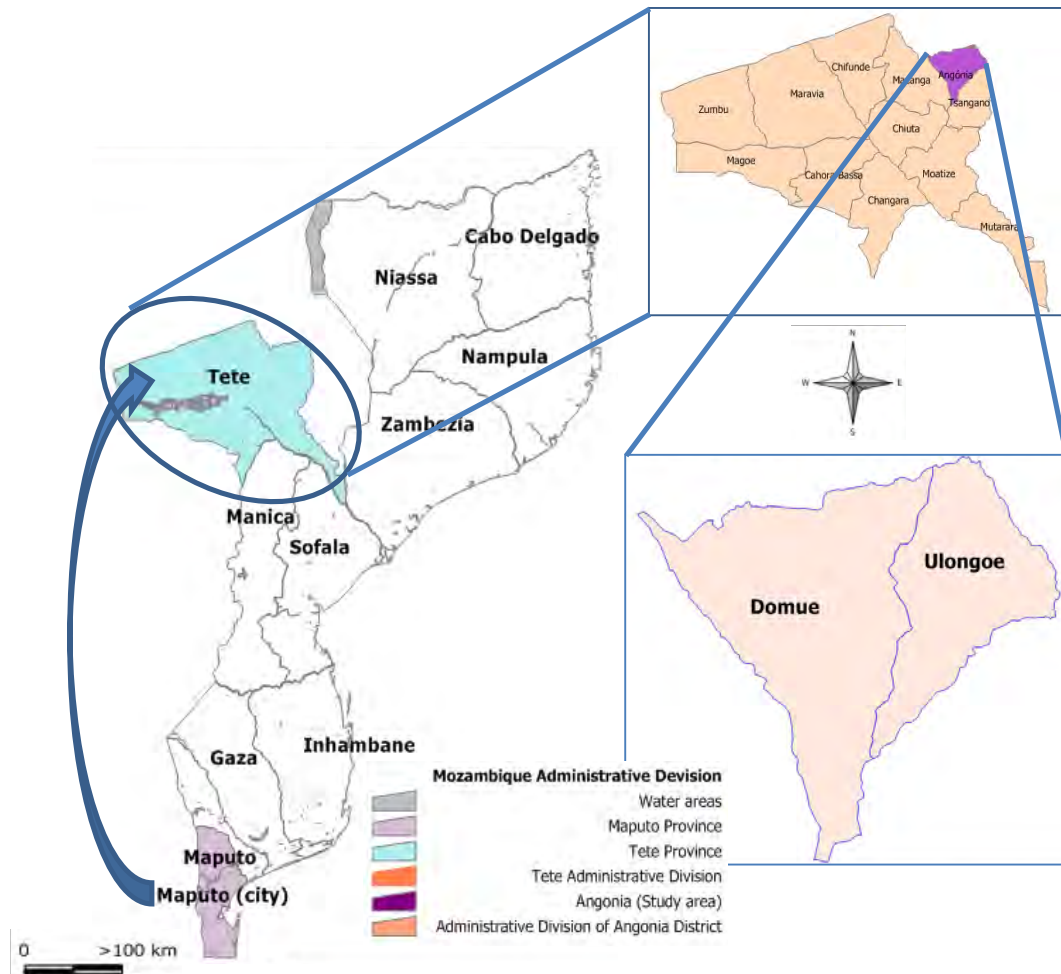 Chifunde
Macanga
Angónia
Maravia
Zumbu
Tsangano
Chiuta
Magoe
Cahora Bassa
Moatize
Changara
Mutarara
Cabo Delgado
Niassa
Nampula
Tete
Zambezia
Manica
Sofala
N
W
E
S
Ulongoe
Domue
Inhambane
Gaza
Maputo
Maputo (city)
Mozambique Administrative Devision
Water areas
Maputo Province
Tete Province
Tete Administrative Division
Angonia (Study area)
Administrative Division of Angonia District
0 >100 km